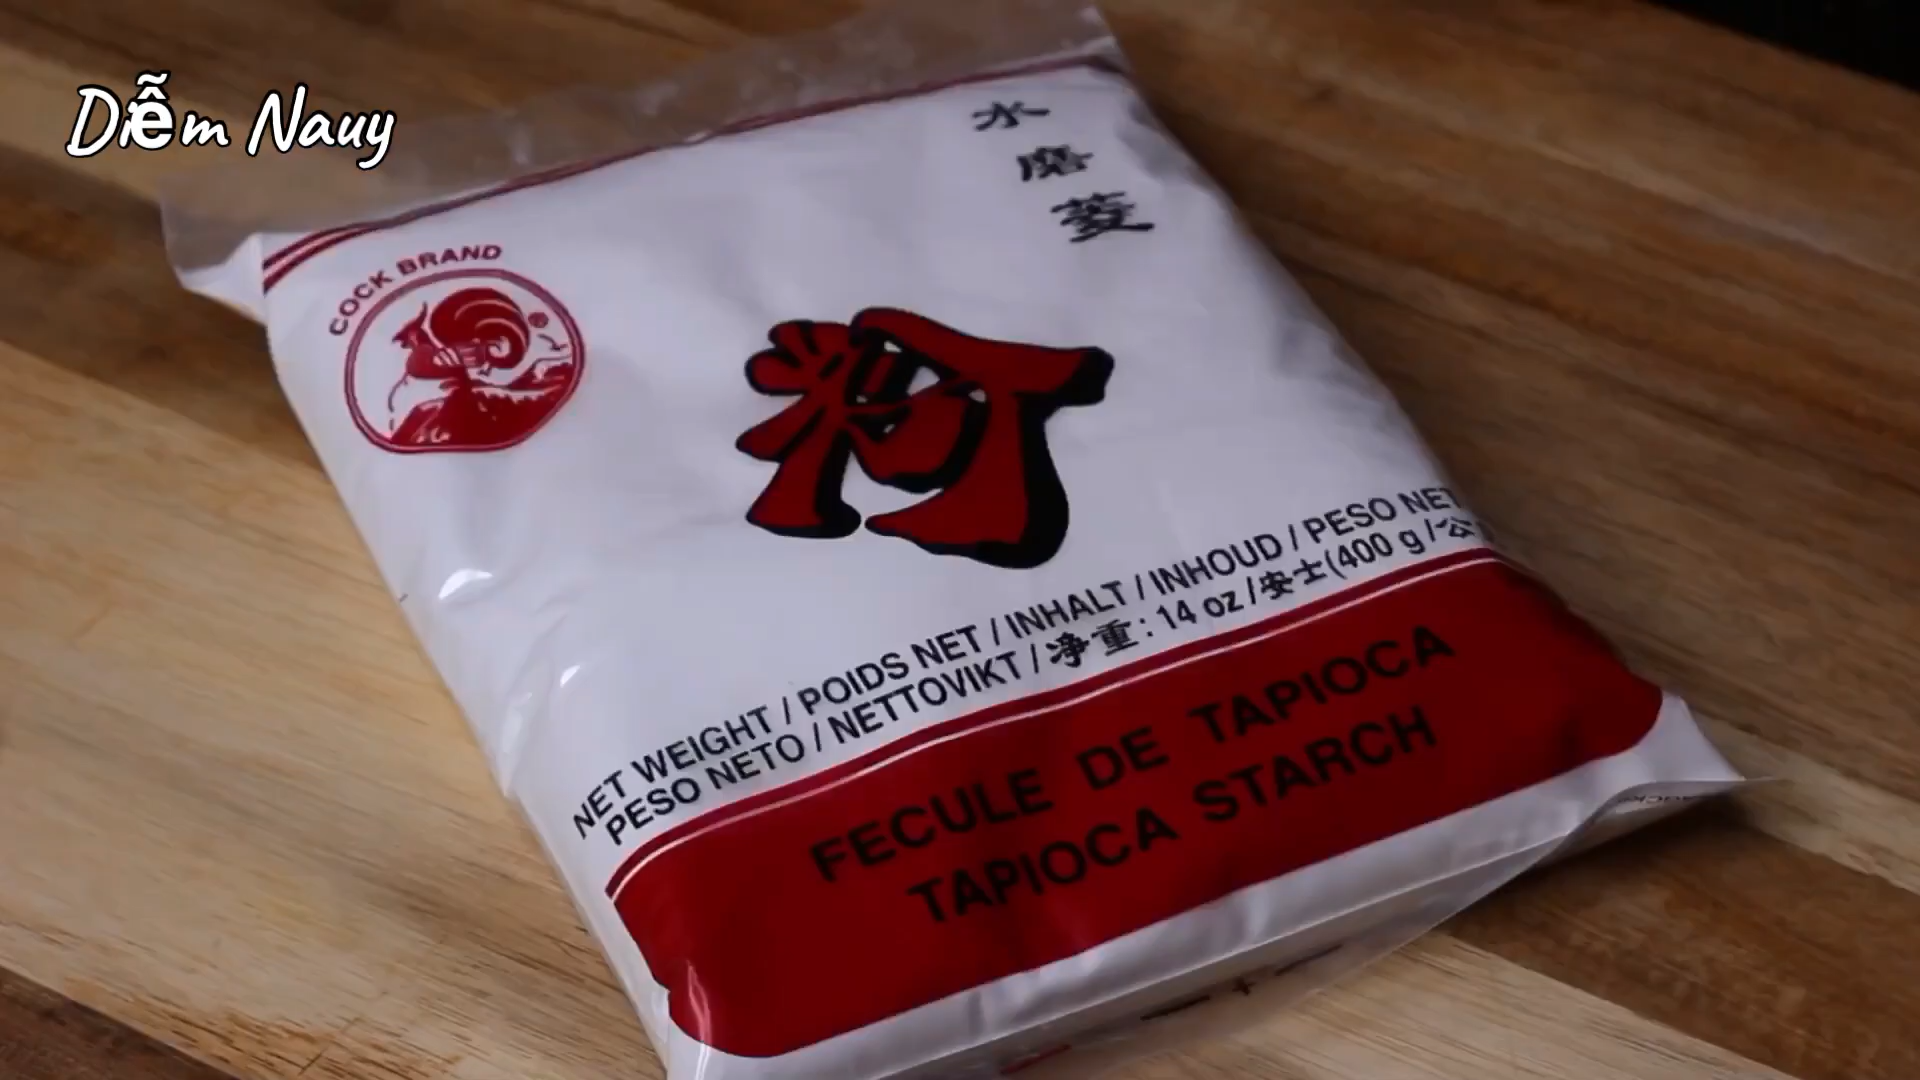 Diễm Nauy
水
磨
菱
COCK BRAND
®
粉
NET WEIGHT / POIDS NET / INHALT / INHOUD / PESO NET
PESO NETO / NETTOVIKT / 淨重: 14 oz / 安士 (400 g / 公
FECULE DE TAPIOCA
TAPIOCA STARCH